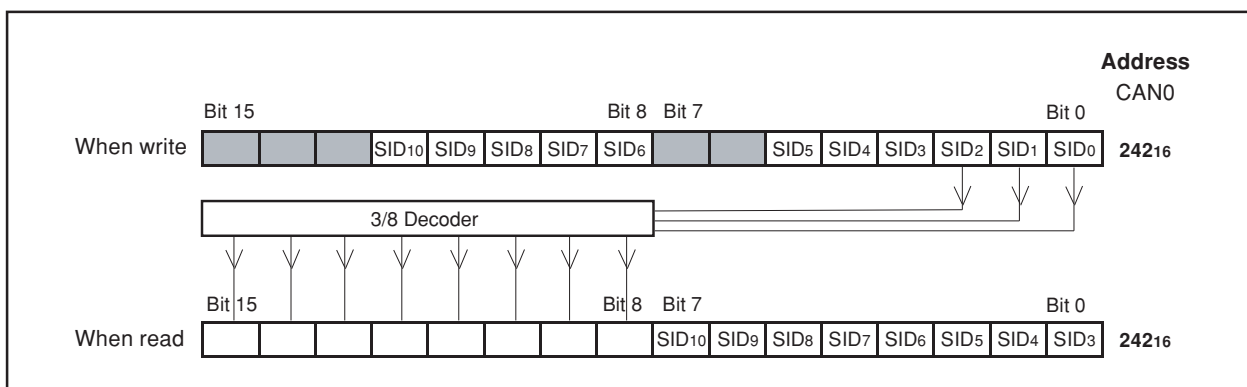 Address
CAN0
Bit 15 Bit 8 Bit 7 Bit 0
When write SID10 SID9 SID8 SID7 SID6 SID5 SID4 SID3 SID2 SID1 SID0 24216
3/8 Decoder
Bit 15 Bit 8 Bit 7 Bit 0
When read SID10 SID9 SID8 SID7 SID6 SID5 SID4 SID3 24216